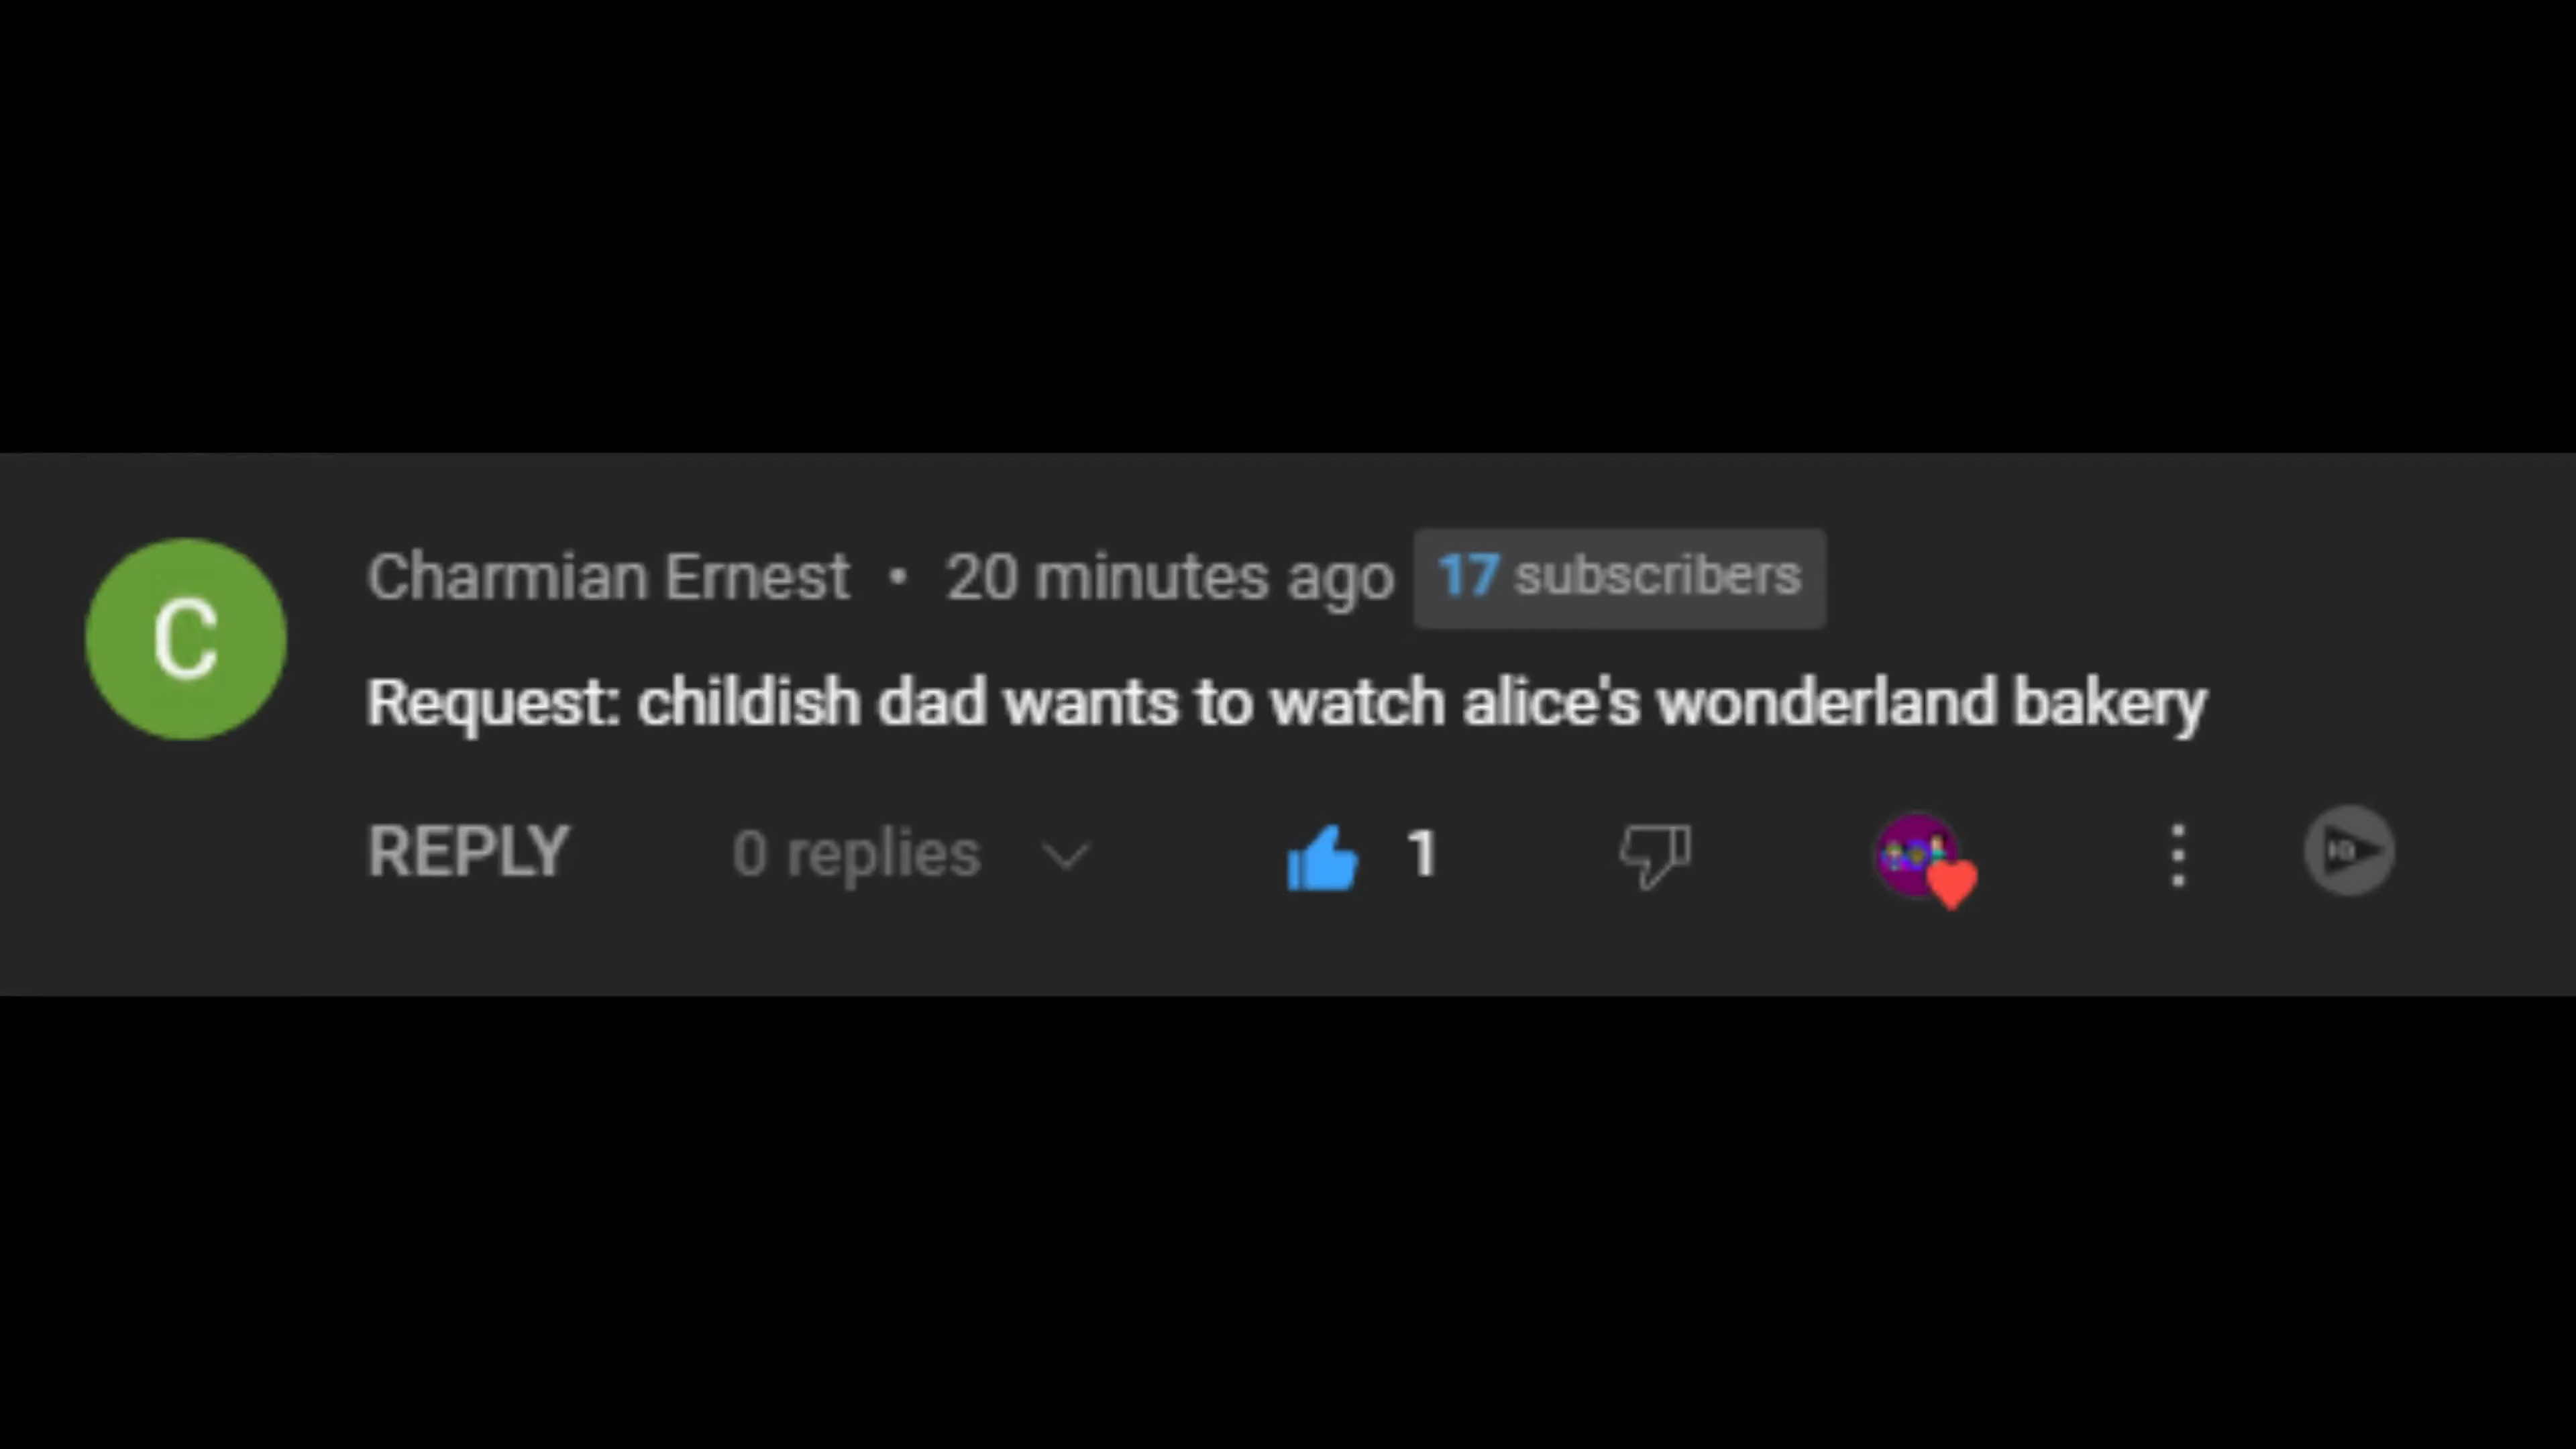 C
Charmian Ernest • 20 minutes ago 17 subscribers
Request: childish dad wants to watch alice's wonderland bakery
REPLY 0 replies 1